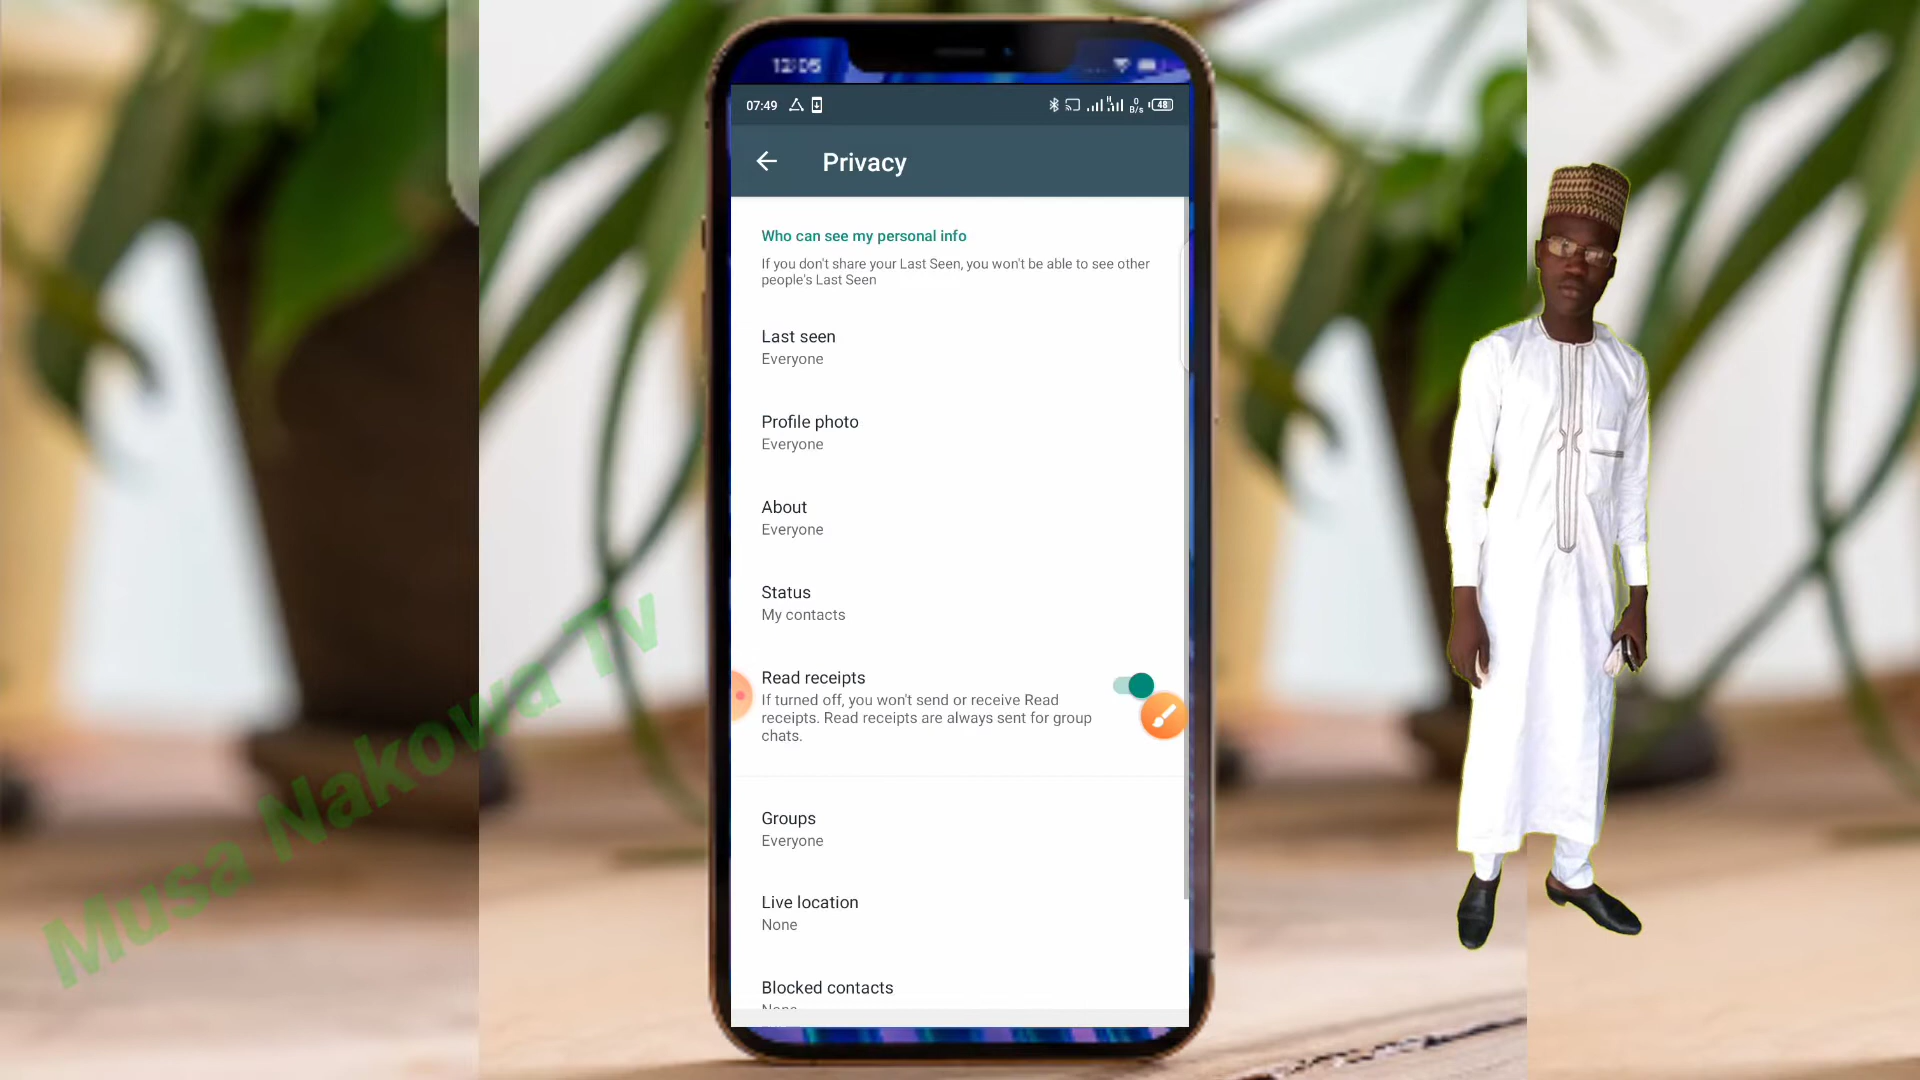 12:05
07:49
H
0
B/s
48
Privacy
Who can see my personal info
If you don't share your Last Seen, you won't be able to see other
people's Last Seen
Last seen
Everyone
Profile photo
Everyone
About
Everyone
Status
My contacts
Read receipts
If turned off, you won't send or receive Read
receipts. Read receipts are always sent for group
chats.
Groups
Everyone
Live location
None
Blocked contacts
None
Musa Nakowa Tv